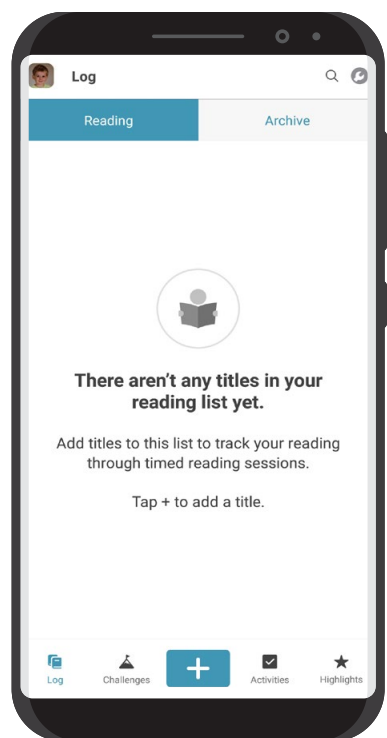 Log
Reading
Archive
There aren’t any titles in your
reading list yet.
Add titles to this list to track your reading
through timed reading sessions.
Tap + to add a title.
Log
Challenges
Activities
Highlights